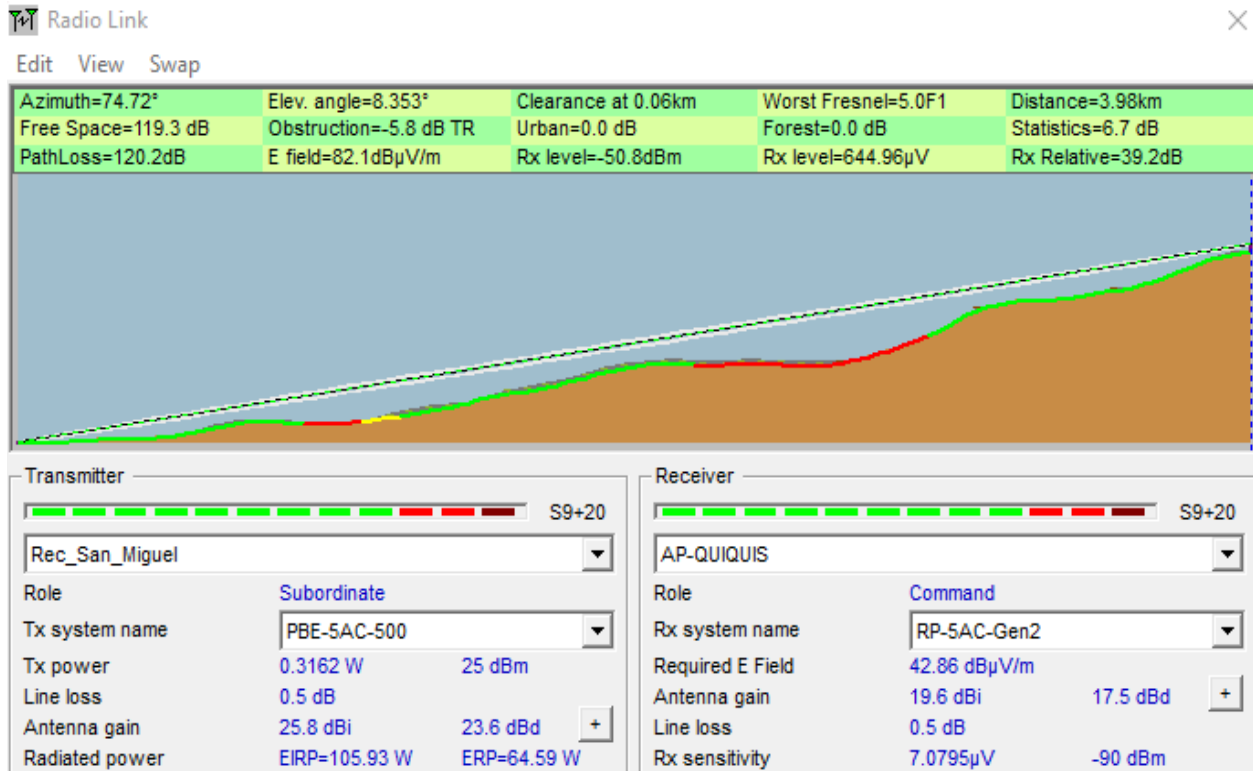 Radio Link
Edit View Swap
Azimuth=74.72° Elev. angle=8.353° Clearance at 0.06km Worst Fresnel=5.0F1 Distance=3.98km
Free Space=119.3 dB Obstruction=-5.8 dB TR Urban=0.0 dB Forest=0.0 dB Statistics=6.7 dB
PathLoss=120.2dB E field=82.1dBµV/m Rx level=-50.8dBm Rx level=644.96µV Rx Relative=39.2dB
Transmitter
S9+20
Rec_San_Miguel
Role Subordinate
Tx system name PBE-5AC-500
Tx power 0.3162 W 25 dBm
Line loss 0.5 dB
Antenna gain 25.8 dBi 23.6 dBd +
Radiated power EIRP=105.93 W ERP=64.59 W
Receiver
S9+20
AP-QUIQUIS
Role Command
Rx system name RP-5AC-Gen2
Required E Field 42.86 dBµV/m
Antenna gain 19.6 dBi 17.5 dBd +
Line loss 0.5 dB
Rx sensitivity 7.0795µV -90 dBm